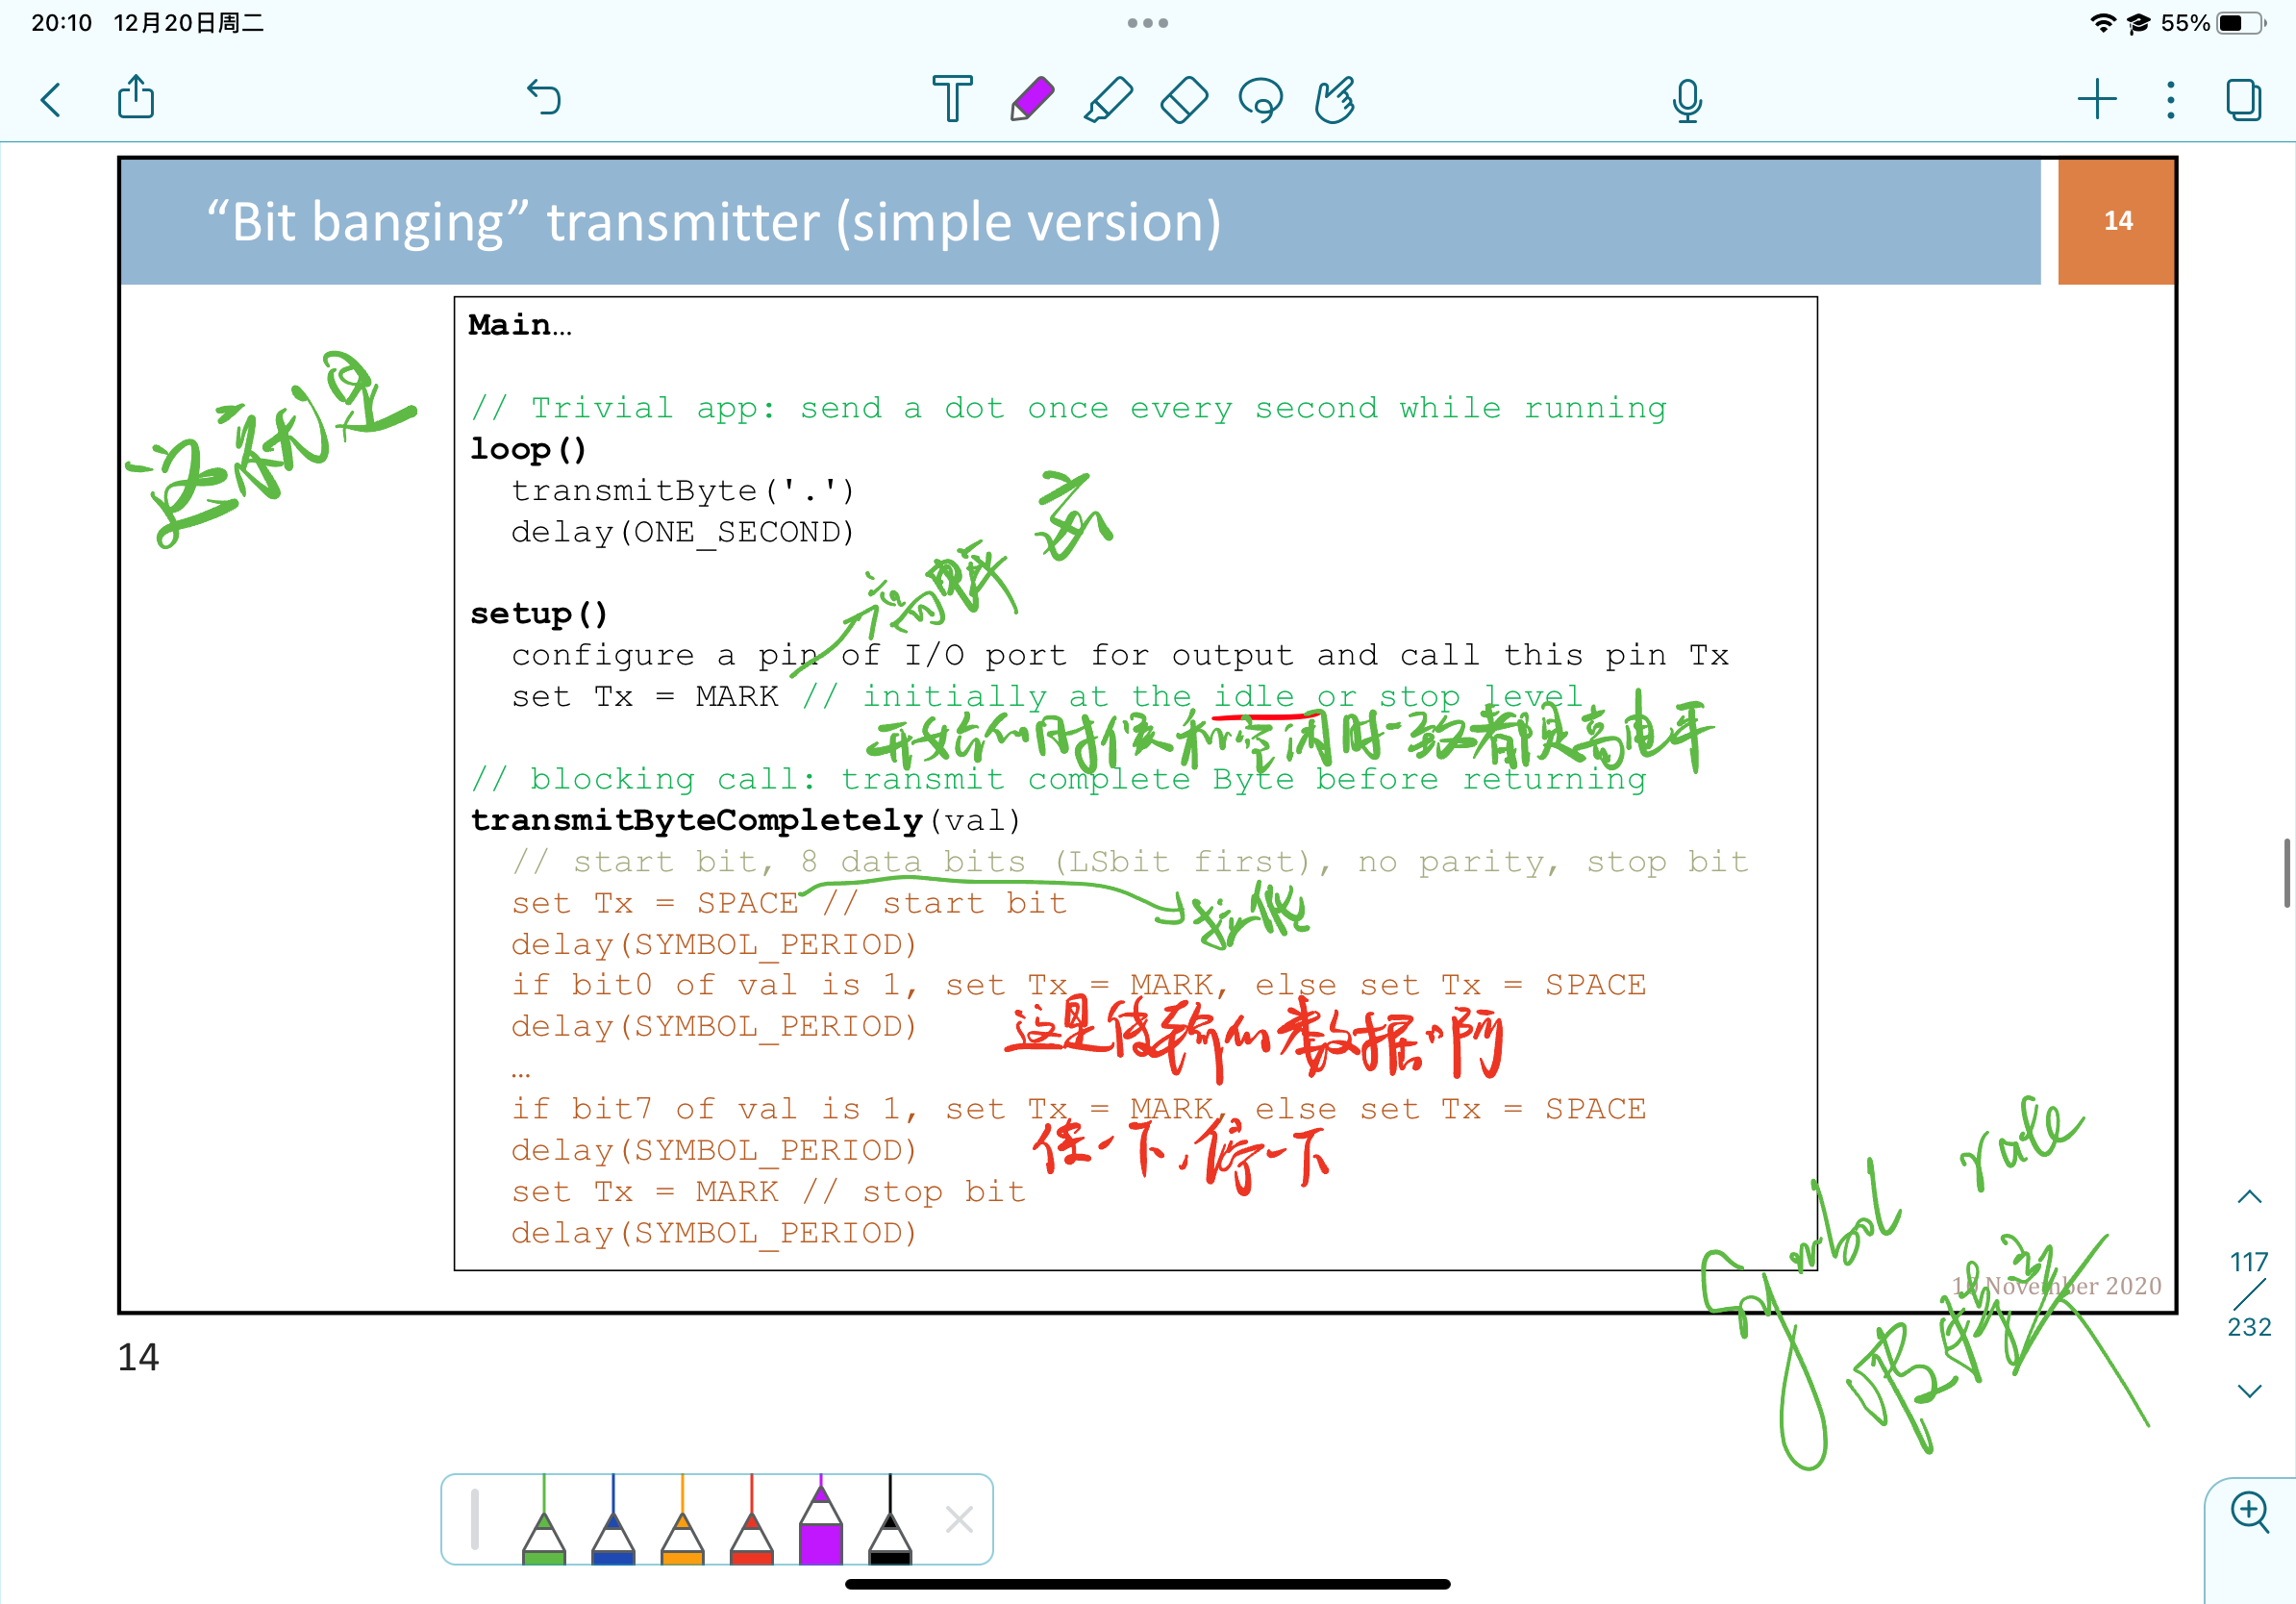 20:10 12月20日周二
55%
“Bit banging” transmitter (simple version)
14
Main…
// Trivial app: send a dot once every second while running
loop()
transmitByte('.')
delay(ONE_SECOND)
这就是
高
setup()
configure a pin of I/O port for output and call this pin Tx
set Tx = MARK // initially at the idle or stop level
开始的时候和空闲时一致都是高电平
// blocking call: transmit complete Byte before returning
transmitByteCompletely(val)
// start bit, 8 data bits (LSbit first), no parity, stop bit
set Tx = SPACE // start bit
delay(SYMBOL_PERIOD)
if bit0 of val is 1, set Tx = MARK, else set Tx = SPACE
delay(SYMBOL_PERIOD)
这是传输的数据啊
…
if bit7 of val is 1, set Tx = MARK, else set Tx = SPACE
delay(SYMBOL_PERIOD)
传一下,停一下
set Tx = MARK // stop bit
delay(SYMBOL_PERIOD)
Symbol rate
November 2020
14
117
232